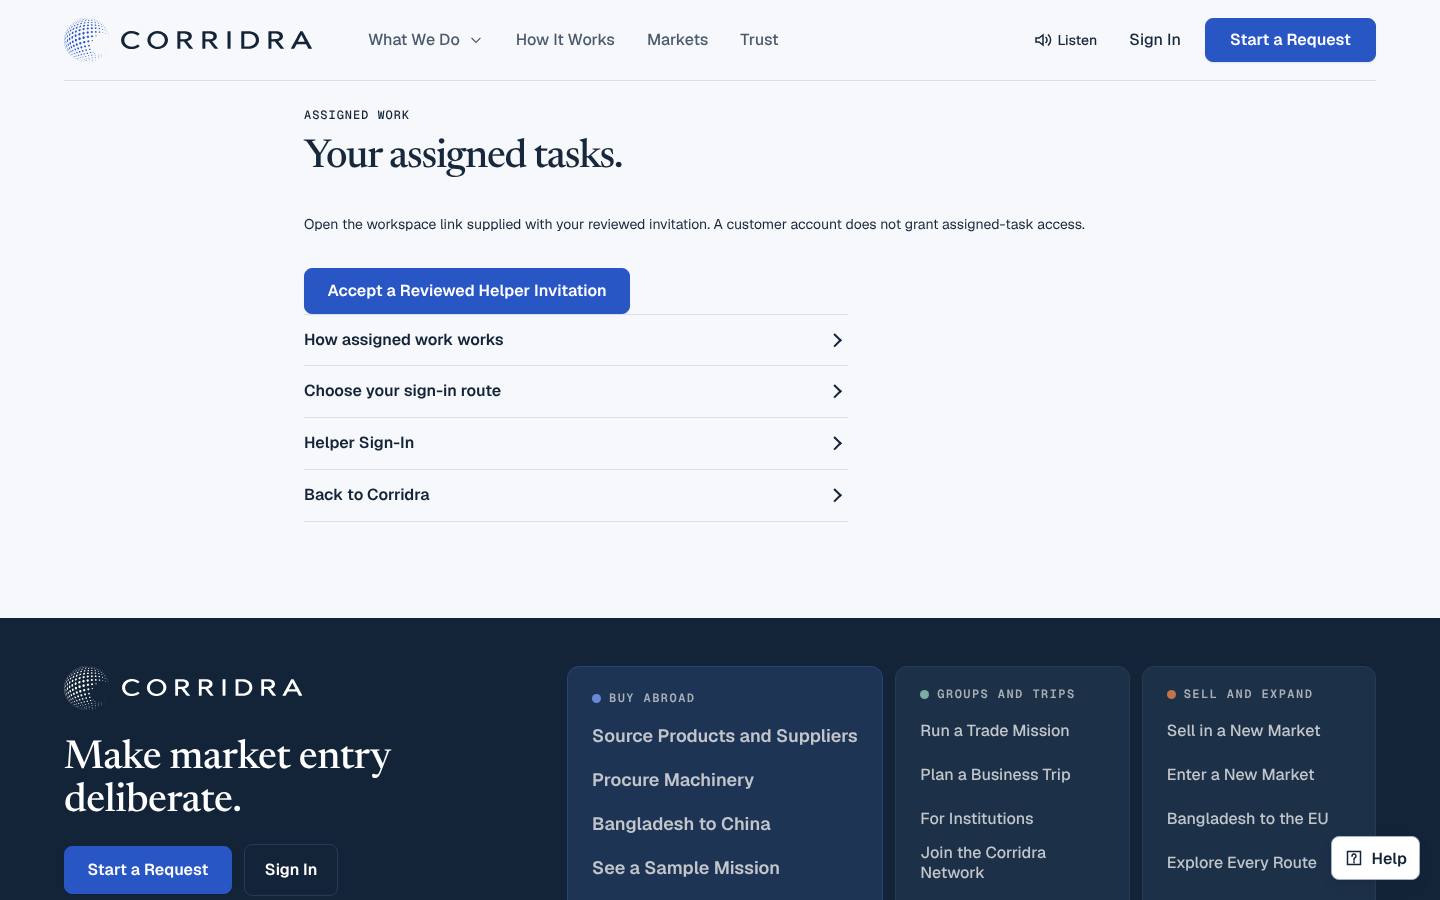 CORRIDRA
What We Do
How It Works
Markets
Trust
Listen
Sign In
Start a Request
ASSIGNED WORK
Your assigned tasks.
Open the workspace link supplied with your reviewed invitation. A customer account does not grant assigned-task access.
Accept a Reviewed Helper Invitation
How assigned work works
Choose your sign-in route
Helper Sign-In
Back to Corridra
CORRIDRA
Make market entry
deliberate.
Start a Request
Sign In
BUY ABROAD
Source Products and Suppliers
Procure Machinery
Bangladesh to China
See a Sample Mission
GROUPS AND TRIPS
Run a Trade Mission
Plan a Business Trip
For Institutions
Join the Corridra
Network
SELL AND EXPAND
Sell in a New Market
Enter a New Market
Bangladesh to the EU
Explore Every Route
Help